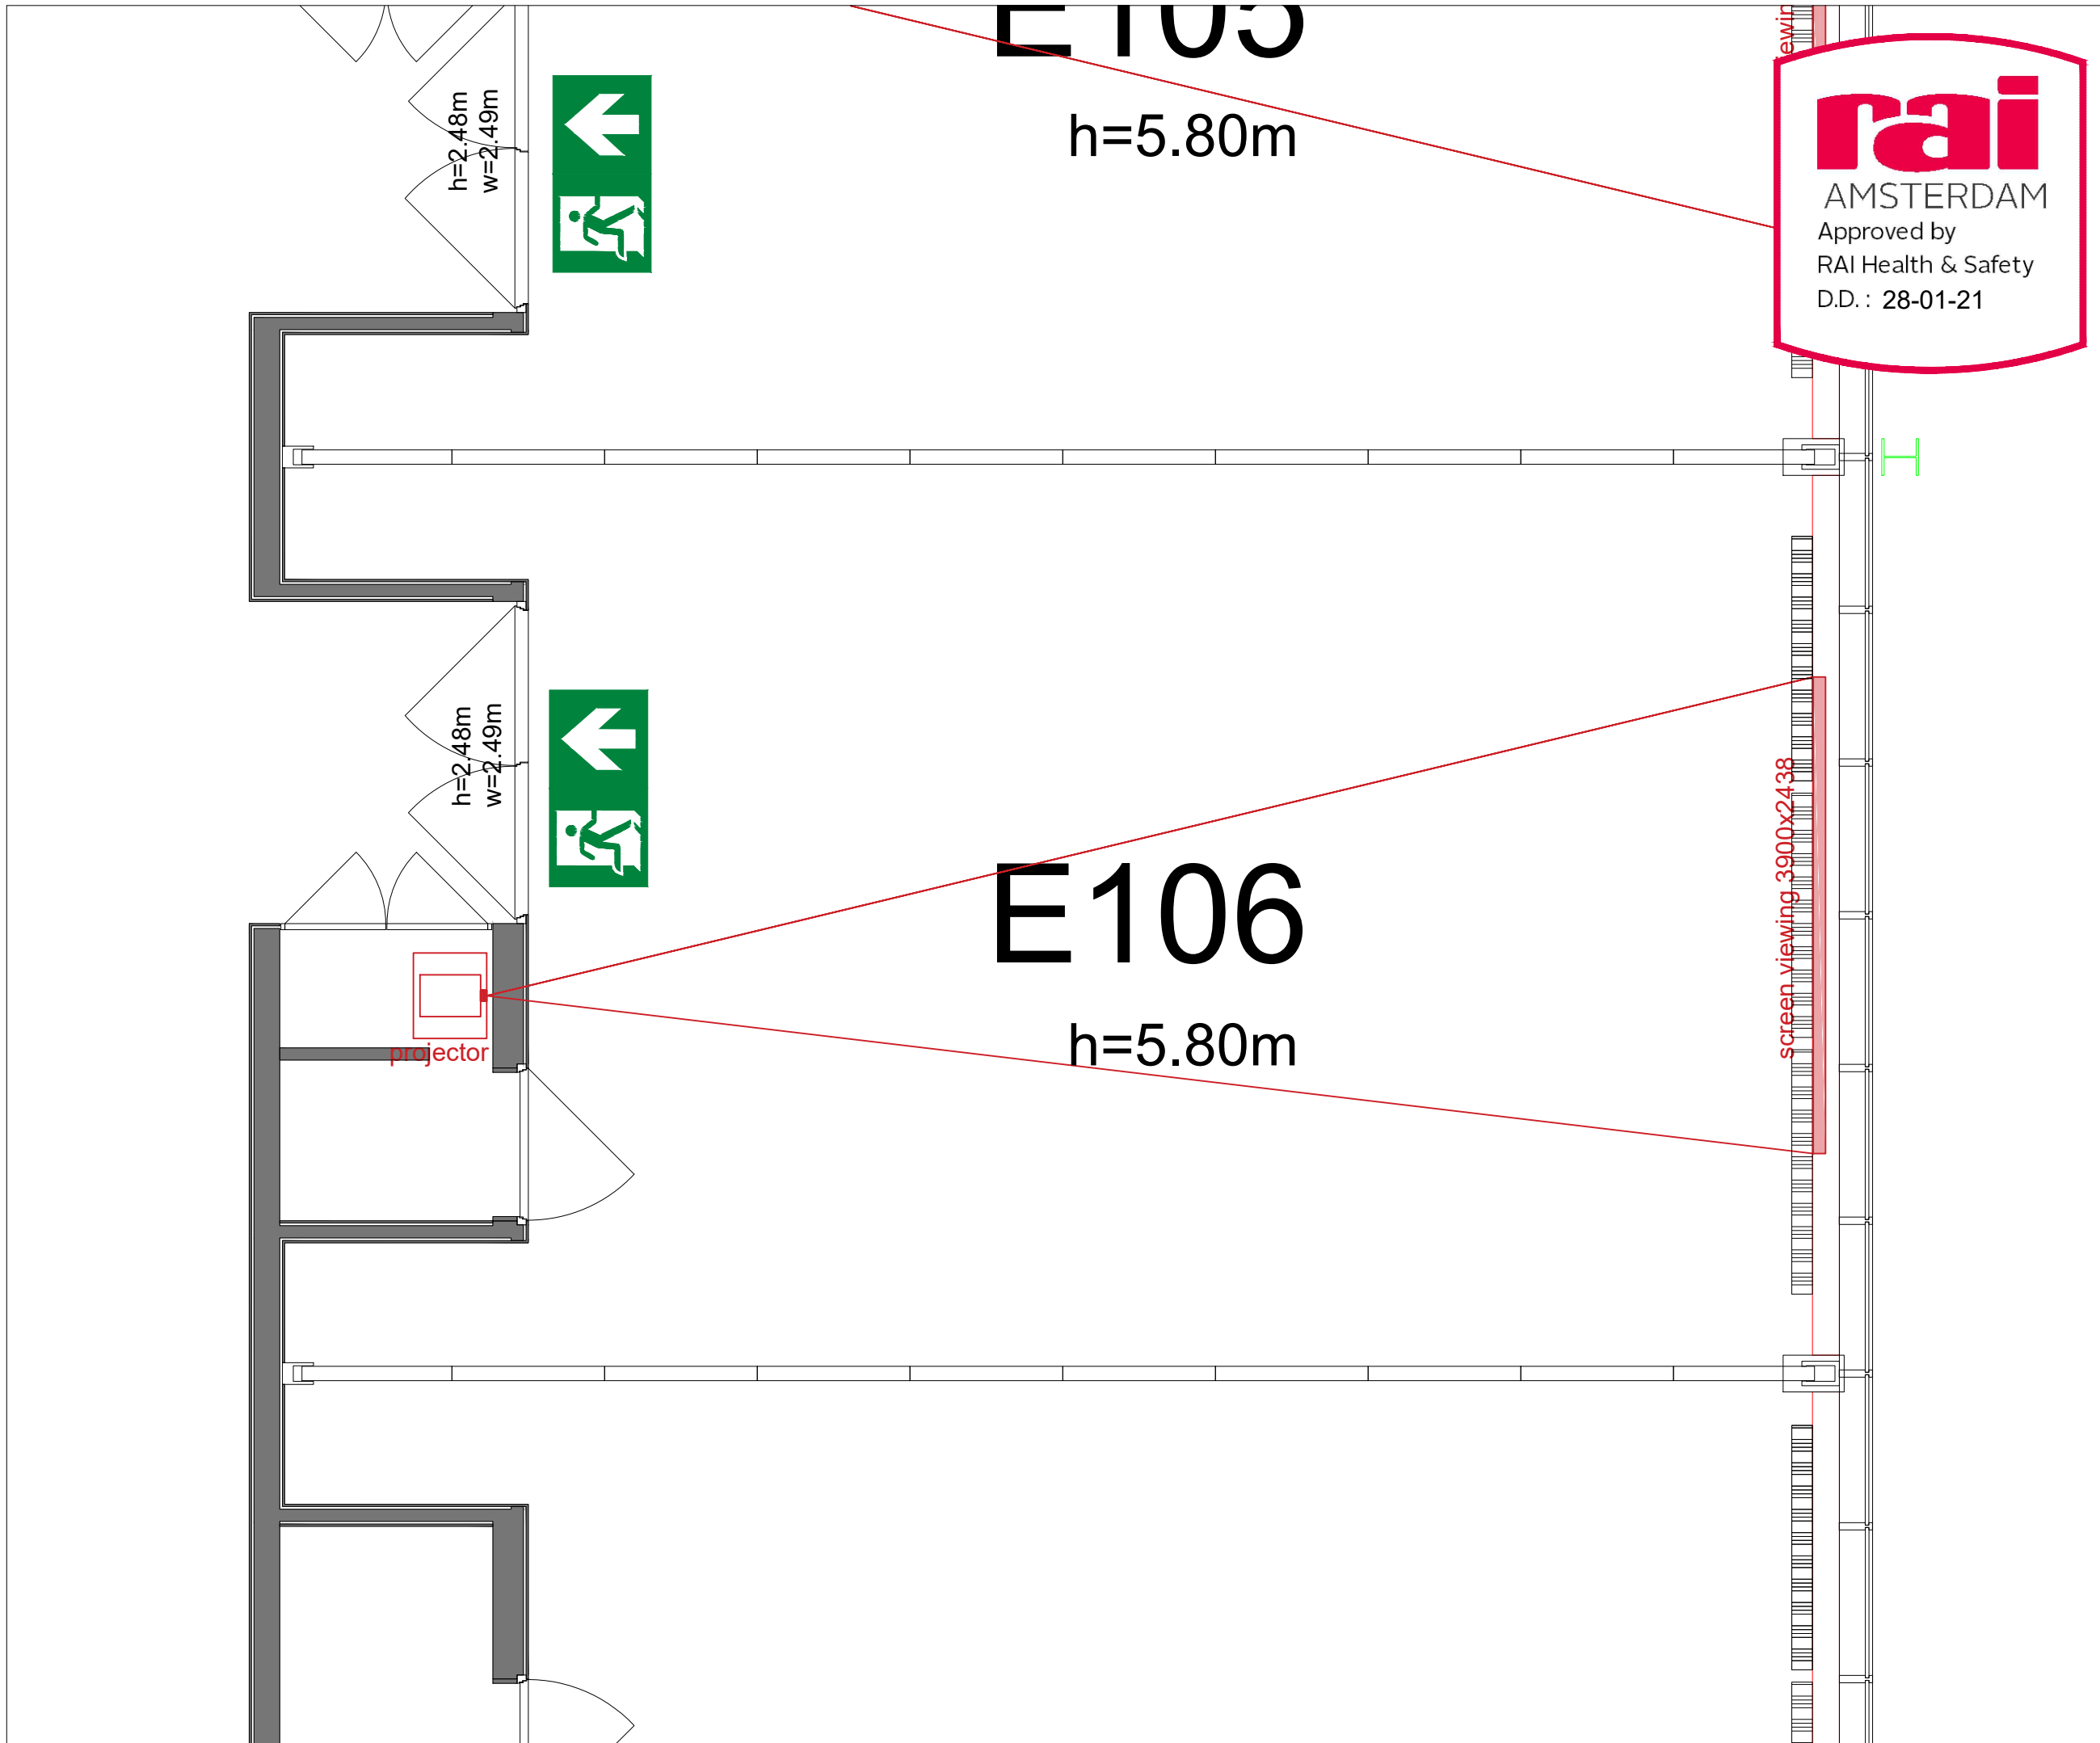 E105
h=5.80m
h=2.48m
w=2.49m
rai
AMSTERDAM
Approved by
RAI Health & Safety
D.D. : 28-01-21
h=2.48m
w=2.49m
E106
h=5.80m
screen viewing 3900x2438
projector